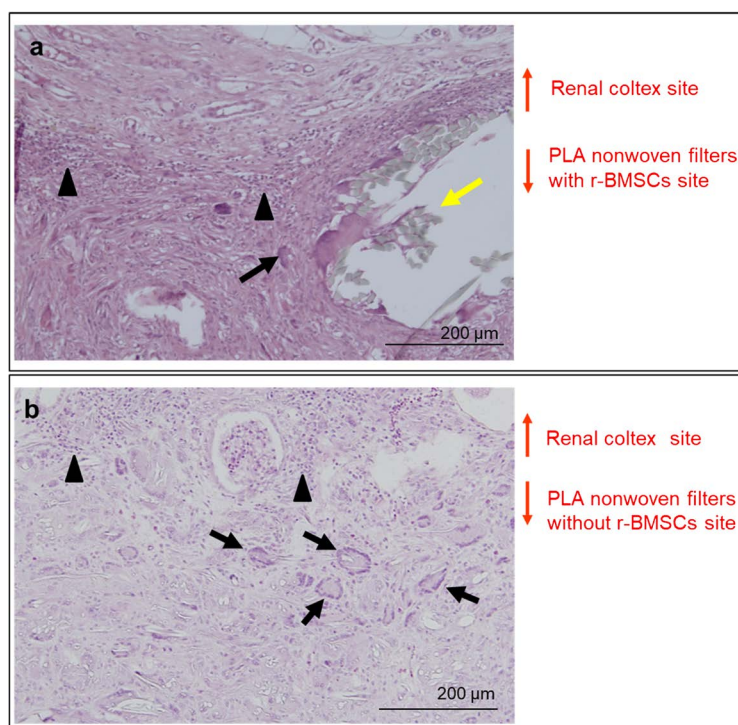 a
Renal coltex site
PLA nonwoven filters
with r-BMSCs site
200 µm
b
Renal coltex site
PLA nonwoven filters
without r-BMSCs site
200 µm